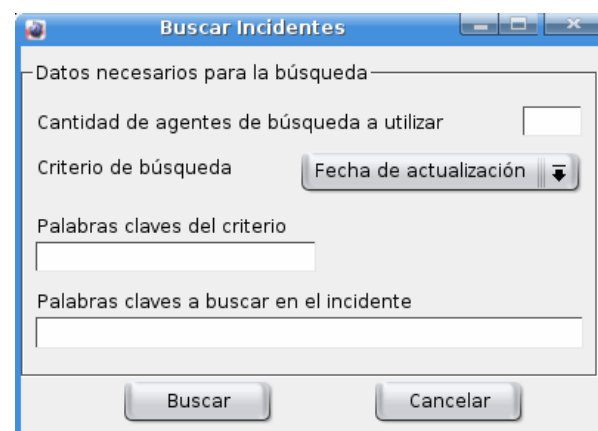 Buscar Incidentes
Datos necesarios para la búsqueda
Cantidad de agentes de búsqueda a utilizar
Criterio de búsqueda Fecha de actualización
Palabras claves del criterio
Palabras claves a buscar en el incidente
Buscar Cancelar